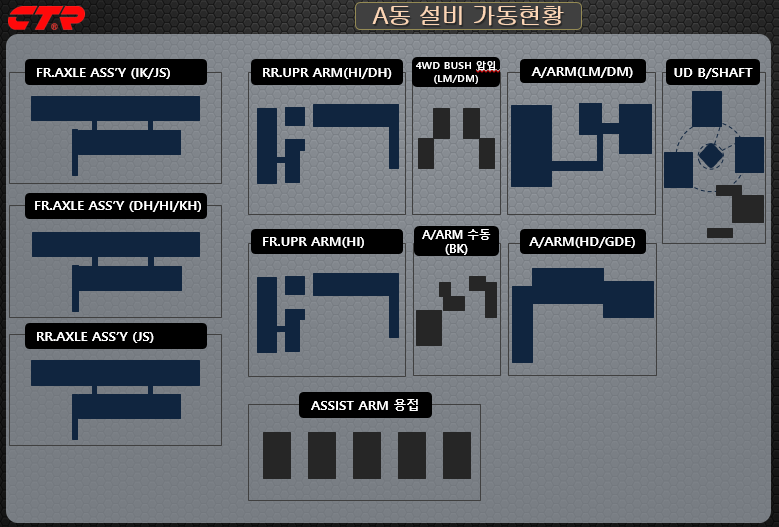 CTR
A동 설비 가동현황
FR.AXLE ASS'Y (IK/JS)
RR.UPR ARM(HI/DH)
4WD BUSH 압입
(LM/DM)
A/ARM(LM/DM)
UD B/SHAFT
FR.AXLE ASS'Y (DH/HI/KH)
FR.UPR ARM(HI)
A/ARM 수동
(BK)
A/ARM(HD/GDE)
RR.AXLE ASS'Y (JS)
ASSIST ARM 용접